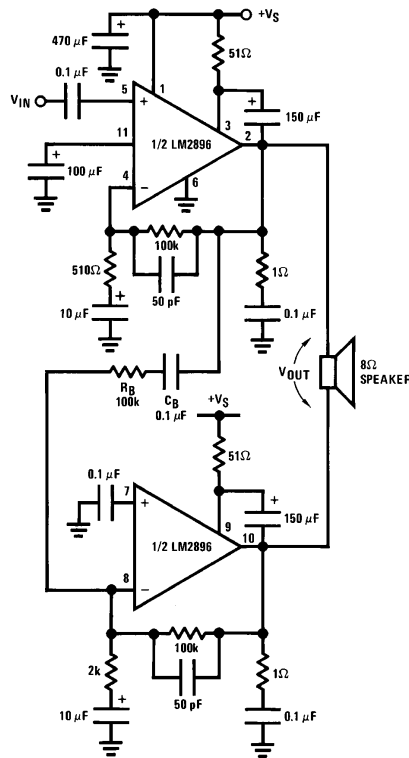 +VS
470 µF
51Ω
0.1 µF
VIN
5
+
1
+
150 µF
3
2
11
1/2 LM2896
+
100 µF
4
−
6
100k
510Ω
50 pF
1Ω
+
10 µF
0.1 µF
VOUT
8Ω
SPEAKER
RB
100k
CB
0.1 µF
+VS
51Ω
0.1 µF
7
+
+
150 µF
9
10
1/2 LM2896
8
−
2k
100k
50 pF
1Ω
+
10 µF
0.1 µF